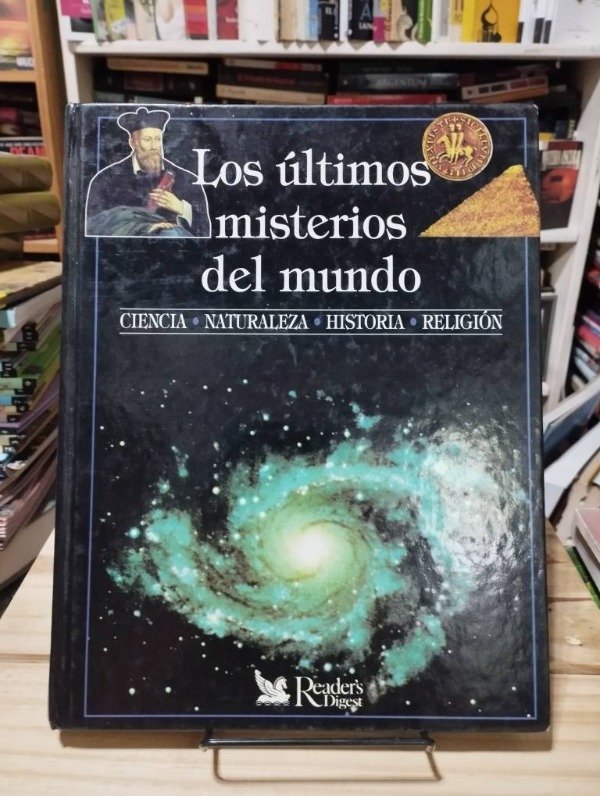 Los últimos
misterios
del mundo
CIENCIA • NATURALEZA • HISTORIA • RELIGIÓN
Reader's
Digest